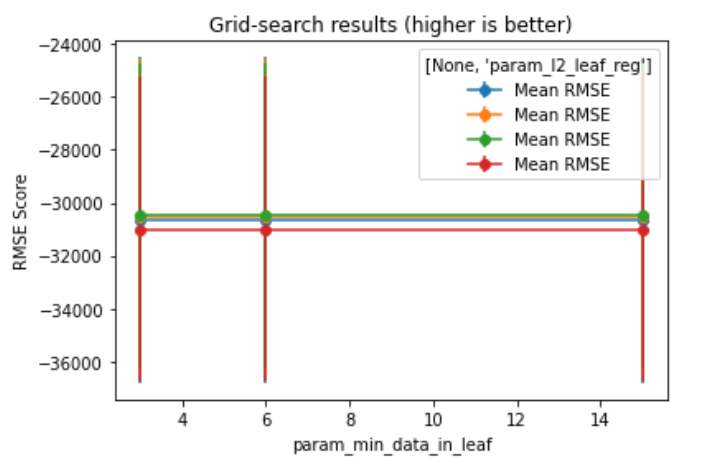 Grid-search results (higher is better)
[None, 'param_l2_leaf_reg']
Mean RMSE
Mean RMSE
Mean RMSE
Mean RMSE
RMSE Score
−24000
−26000
−28000
−30000
−32000
−34000
−36000
4 6 8 10 12 14
param_min_data_in_leaf